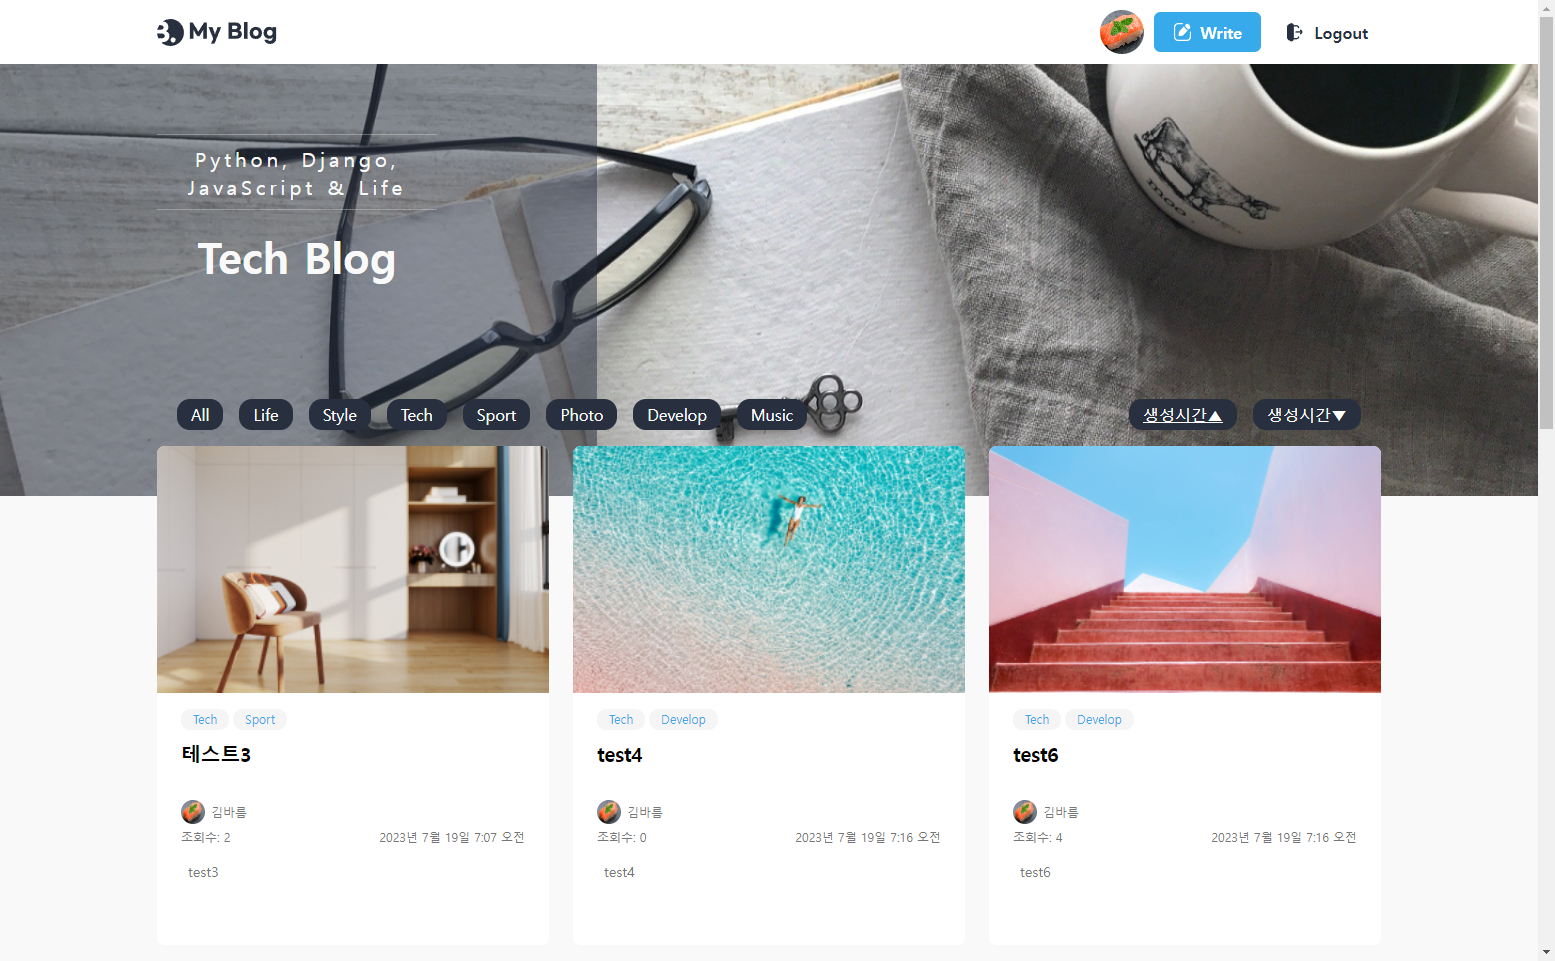 My Blog
Write
Logout
Python, Django,
JavaScript & Life
Tech Blog
All
Life
Style
Tech
Sport
Photo
Develop
Music
생성시간▲
생성시간▼
Tech
Sport
테스트3
김바름
조회수: 2
2023년 7월 19일 7:07 오전
test3
Tech
Develop
test4
김바름
조회수: 0
2023년 7월 19일 7:16 오전
test4
Tech
Develop
test6
김바름
조회수: 4
2023년 7월 19일 7:16 오전
test6